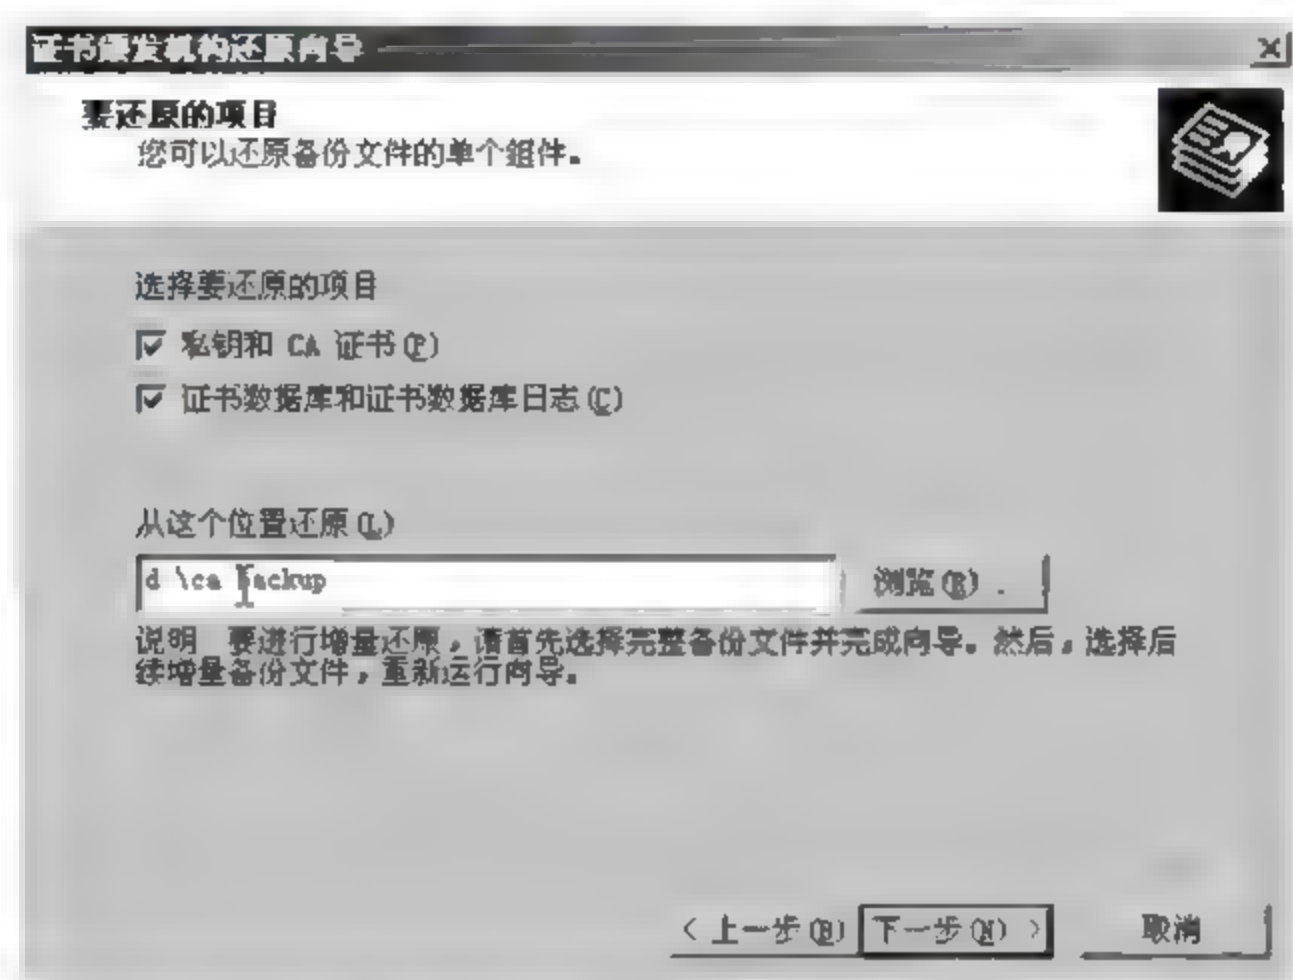 证书颁发机构还原向导
要还原的项目
您可以还原备份文件的单个组件。
选择要还原的项目
私钥和 CA 证书(P)
证书数据库和证书数据库日志(C)
从这个位置还原(L)
d \ca backup
浏览(R) .
说明 要进行增量还原，请首先选择完整备份文件并完成向导。然后，选择后
续增量备份文件，重新运行向导。
< 上一步(B) 下一步(N) > 取消